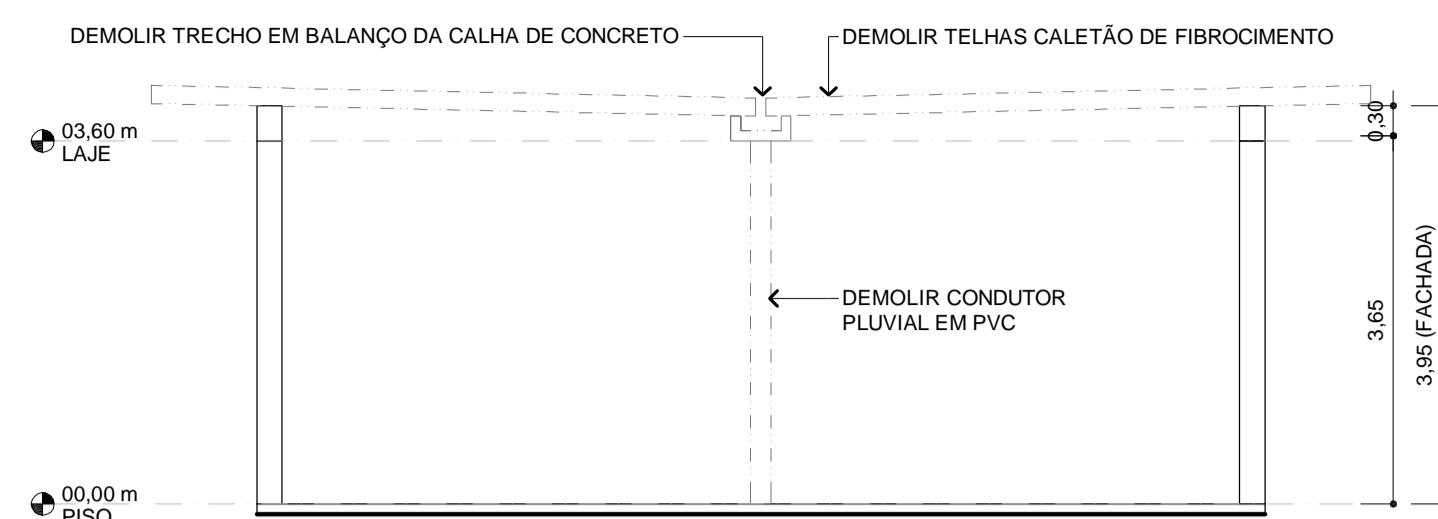 DEMOLIR TRECHO EM BALANÇO DA CALHA DE CONCRETO
DEMOLIR TELHAS CALETÃO DE FIBROCIMENTO
03,60 m
LAJE
0,30
DEMOLIR CONDUTOR
PLUVIAL EM PVC
3,65
3,95 (FACHADA)
00,00 m
PISO